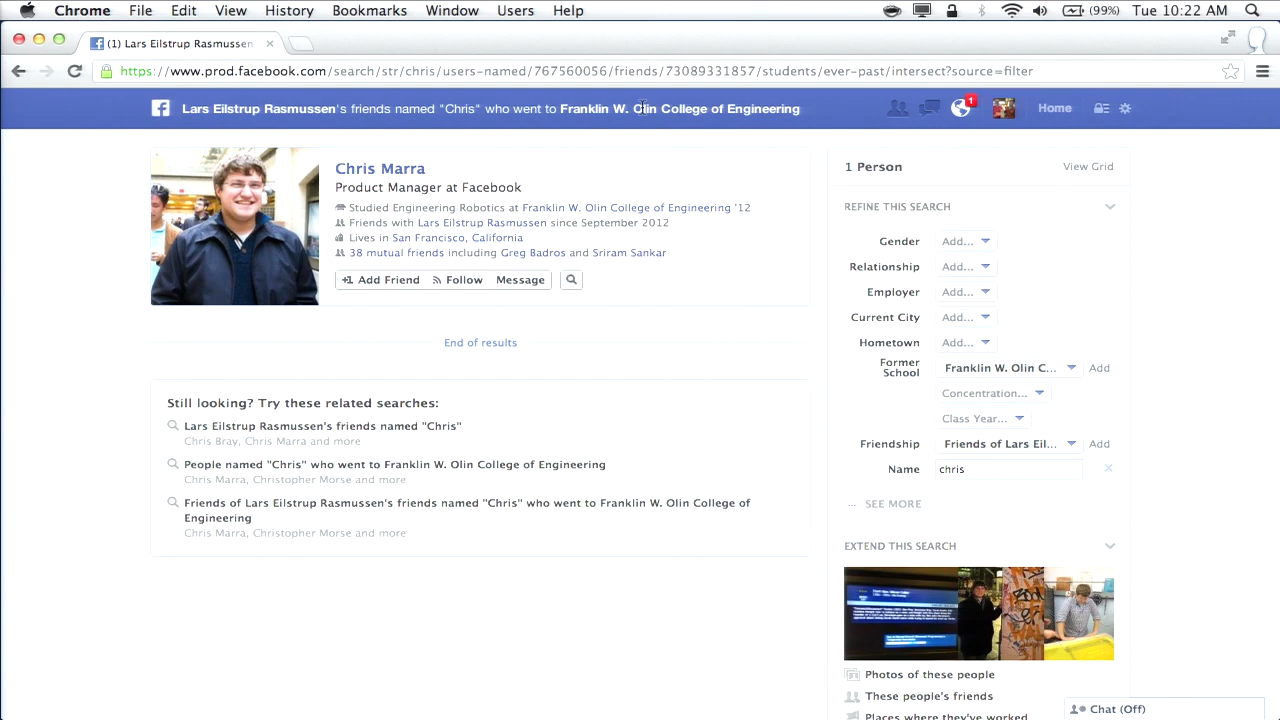 Chrome File Edit View History Bookmarks Window Users Help (99%) Tue 10:22 AM
(1) Lars Eilstrup Rasmussen
https://www.prod.facebook.com/search/str/chris/users-named/767560056/friends/73089331857/students/ever-past/intersect?source=filter
Lars Eilstrup Rasmussen's friends named "Chris" who went to Franklin W. Olin College of Engineering
1
Home
Chris Marra
Product Manager at Facebook
Studied Engineering Robotics at Franklin W. Olin College of Engineering '12
Friends with Lars Eilstrup Rasmussen since September 2012
Lives in San Francisco, California
38 mutual friends including Greg Badros and Sriram Sankar
+1 Add Friend Follow Message
End of results
Still looking? Try these related searches:
Lars Eilstrup Rasmussen's friends named "Chris"
Chris Bray, Chris Marra and more
People named "Chris" who went to Franklin W. Olin College of Engineering
Chris Marra, Christopher Morse and more
Friends of Lars Eilstrup Rasmussen's friends named "Chris" who went to Franklin W. Olin College of
Engineering
Chris Marra, Christopher Morse and more
1 Person View Grid
REFINE THIS SEARCH
Gender Add...
Relationship Add...
Employer Add...
Current City Add...
Hometown Add...
Former
School Franklin W. Olin C... Add
Concentration...
Class Year...
Friendship Friends of Lars Eil... Add
Name chris
... SEE MORE
EXTEND THIS SEARCH
Photos of these people
These people's friends
Places where they've worked
Chat (Off)